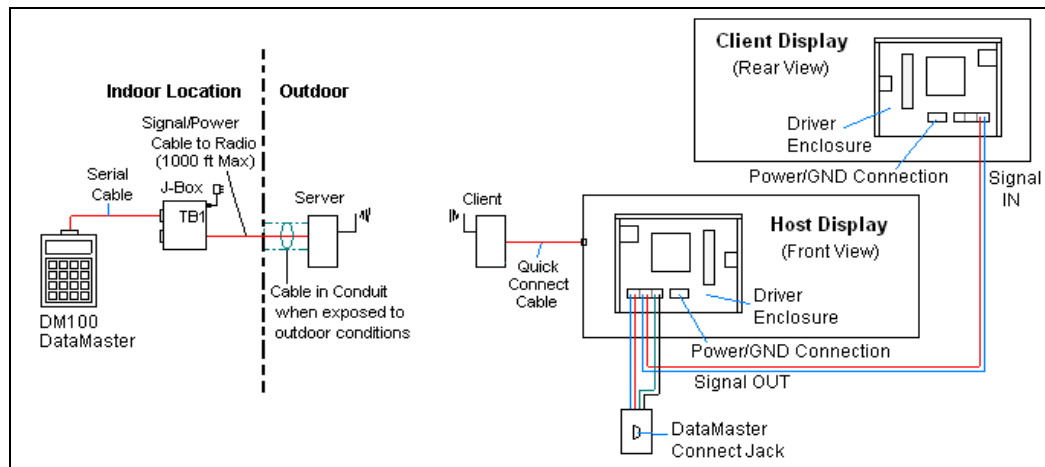 Indoor Location
Outdoor
Signal/Power
Cable to Radio
(1000 ft Max)
Serial
Cable
J-Box
TB1
Server
DM100
DataMaster
Cable in Conduit
when exposed to
outdoor conditions
Client
Quick
Connect
Cable
Client Display
(Rear View)
Driver
Enclosure
Power/GND Connection
Signal
IN
Host Display
(Front View)
Driver
Enclosure
Power/GND Connection
Signal OUT
DataMaster
Connect Jack